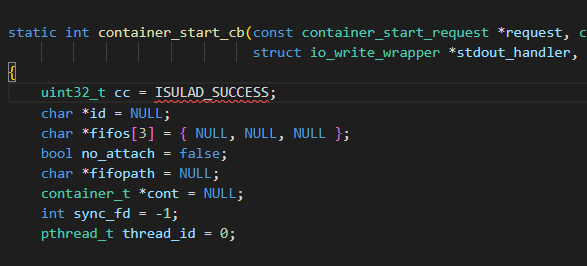 static int container_start_cb(const container_start_request *request, c
struct io_write_wrapper *stdout_handler,
{
uint32_t cc = ISULAD_SUCCESS;
char *id = NULL;
char *fifos[3] = { NULL, NULL, NULL };
bool no_attach = false;
char *fifopath = NULL;
container_t *cont = NULL;
int sync_fd = -1;
pthread_t thread_id = 0;